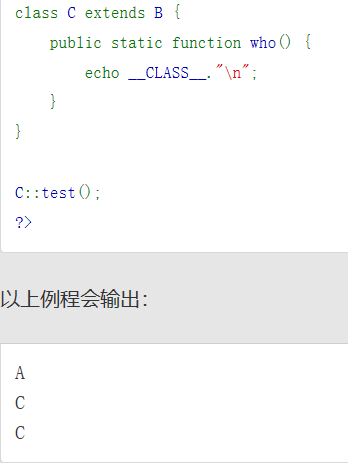 class C extends B {
    public static function who() {
        echo __CLASS__."\n";
    }
}
C::test();
?>
以上例程会输出：
A
C
C